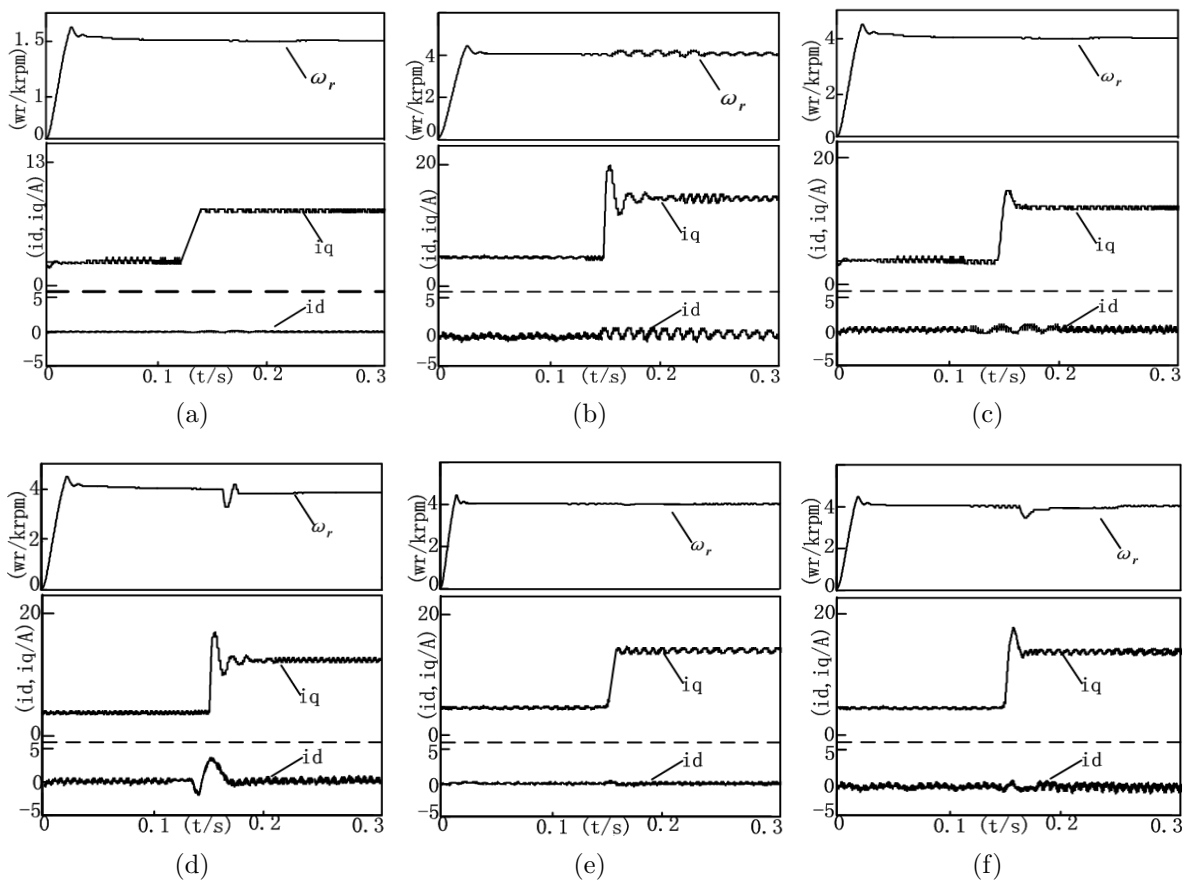 (wr/krpm)
1.5
1
0
ω_r
(id,iq/A)
13
0
iq
5
0
−5
id
0.1 (t/s) 0.2 0.3
(a)
(wr/krpm)
4
2
0
ω_r
(id,iq/A)
20
0
iq
5
0
−5
id
0 0.1 (t/s) 0.2 0.3
(b)
(wr/krpm)
4
2
0
ω_r
(id,iq/A)
20
0
iq
5
0
−5
id
0 0.1 (t/s) 0.2 0.3
(c)
(wr/krpm)
4
2
0
ω_r
(id,iq/A)
20
0
iq
5
0
−5
id
0.1 (t/s) 0.2 0.3
(d)
(wr/krpm)
4
2
0
ω_r
(id,iq/A)
20
0
iq
5
0
−5
id
0.1 (t/s) 0.2 0.3
(e)
(wr/krpm)
4
2
0
ω_r
(id,iq/A)
20
0
iq
5
0
−5
id
0.1 (t/s) 0.2 0.3
(f)